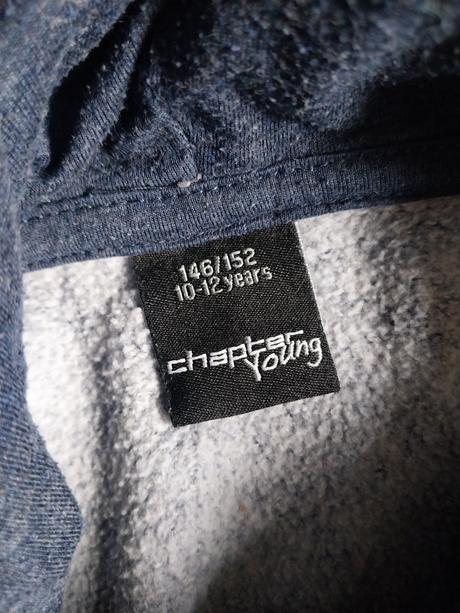 146/152
10-12 years
chapter
Young